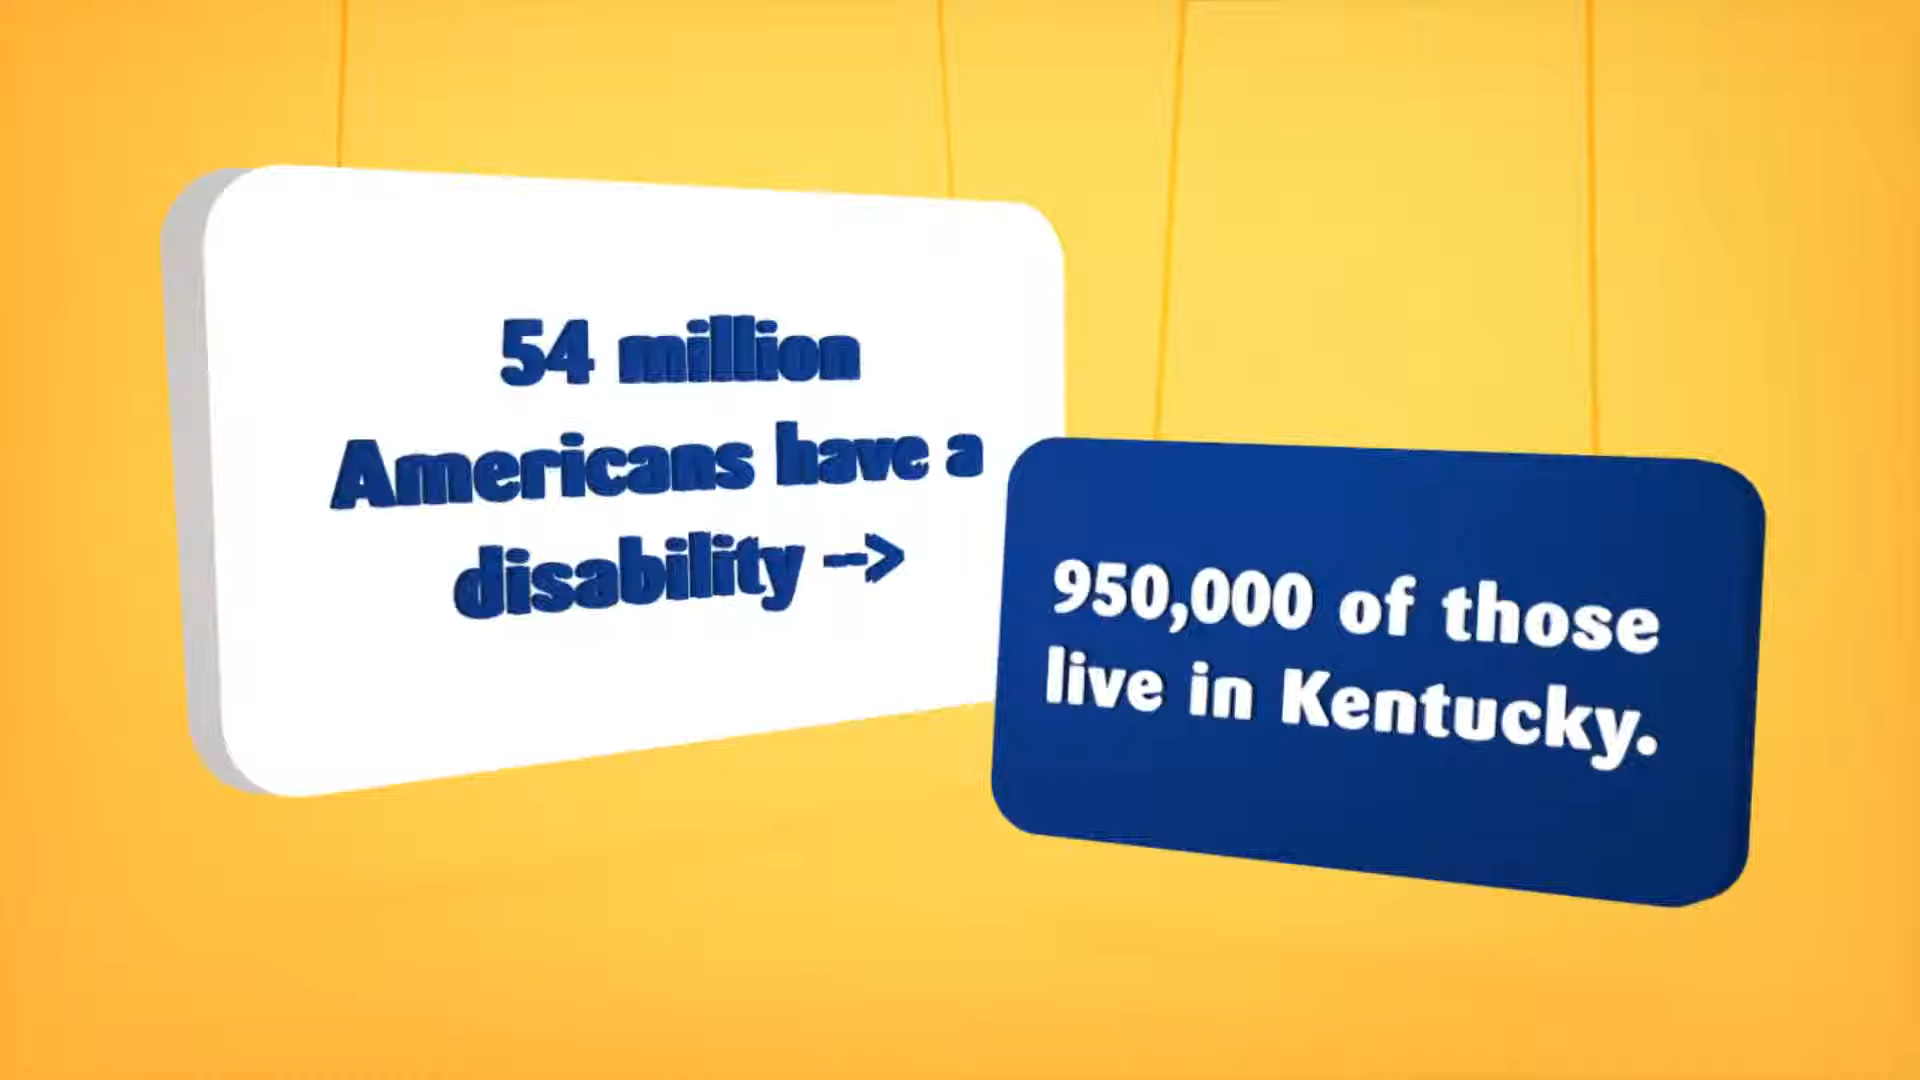 54 million
Americans have a
disability -->
950,000 of those
live in Kentucky.